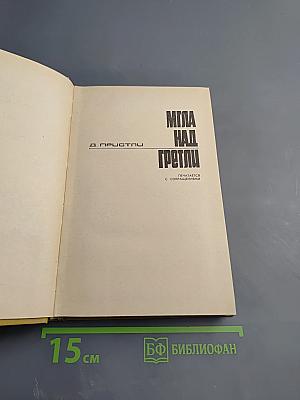 Д. ПРИСТЛИ
МГЛА
НАД
ГРЕТЛИ
ПЕЧАТАЕТСЯ
С СОКРАЩЕНИЯМИ
15 см
БФ БИБЛИОФАН